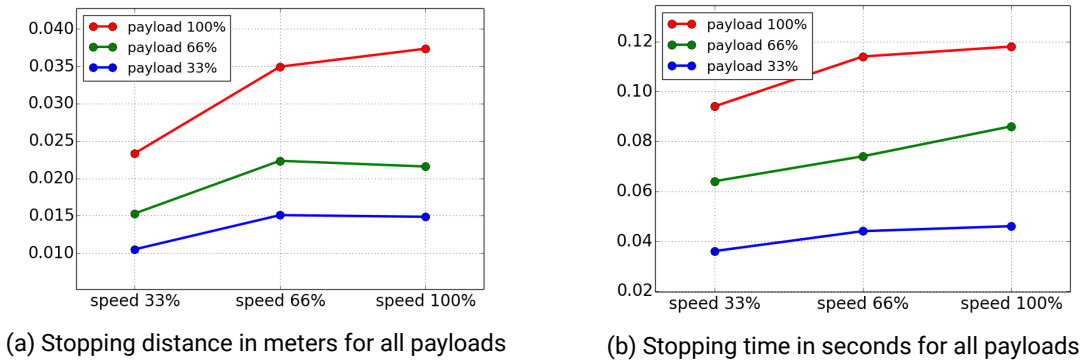 0.040
0.035
0.030
0.025
0.020
0.015
0.010
payload 100%
payload 66%
payload 33%
speed 33%
speed 66%
speed 100%
(a) Stopping distance in meters for all payloads
0.12
0.10
0.08
0.06
0.04
0.02
payload 100%
payload 66%
payload 33%
speed 33%
speed 66%
speed 100%
(b) Stopping time in seconds for all payloads